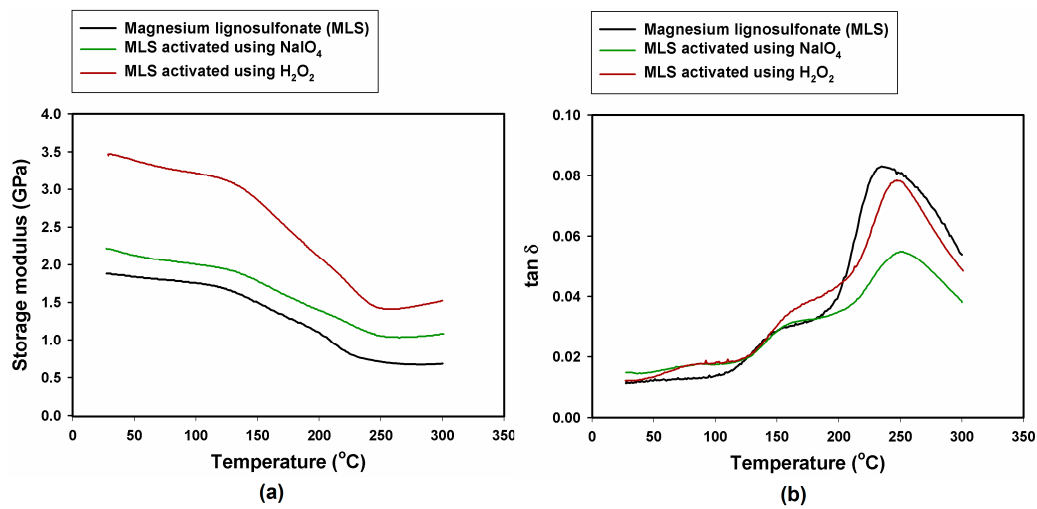 Magnesium lignosulfonate (MLS)
MLS activated using NaIO4
MLS activated using H2O2
Storage modulus (GPa)
4.0
3.5
3.0
2.5
2.0
1.5
1.0
0.5
0.0
0 50 100 150 200 250 300 350
Temperature (oC)
(a)
Magnesium lignosulfonate (MLS)
MLS activated using NaIO4
MLS activated using H2O2
tan δ
0.10
0.08
0.06
0.04
0.02
0.00
0 50 100 150 200 250 300 350
Temperature (oC)
(b)